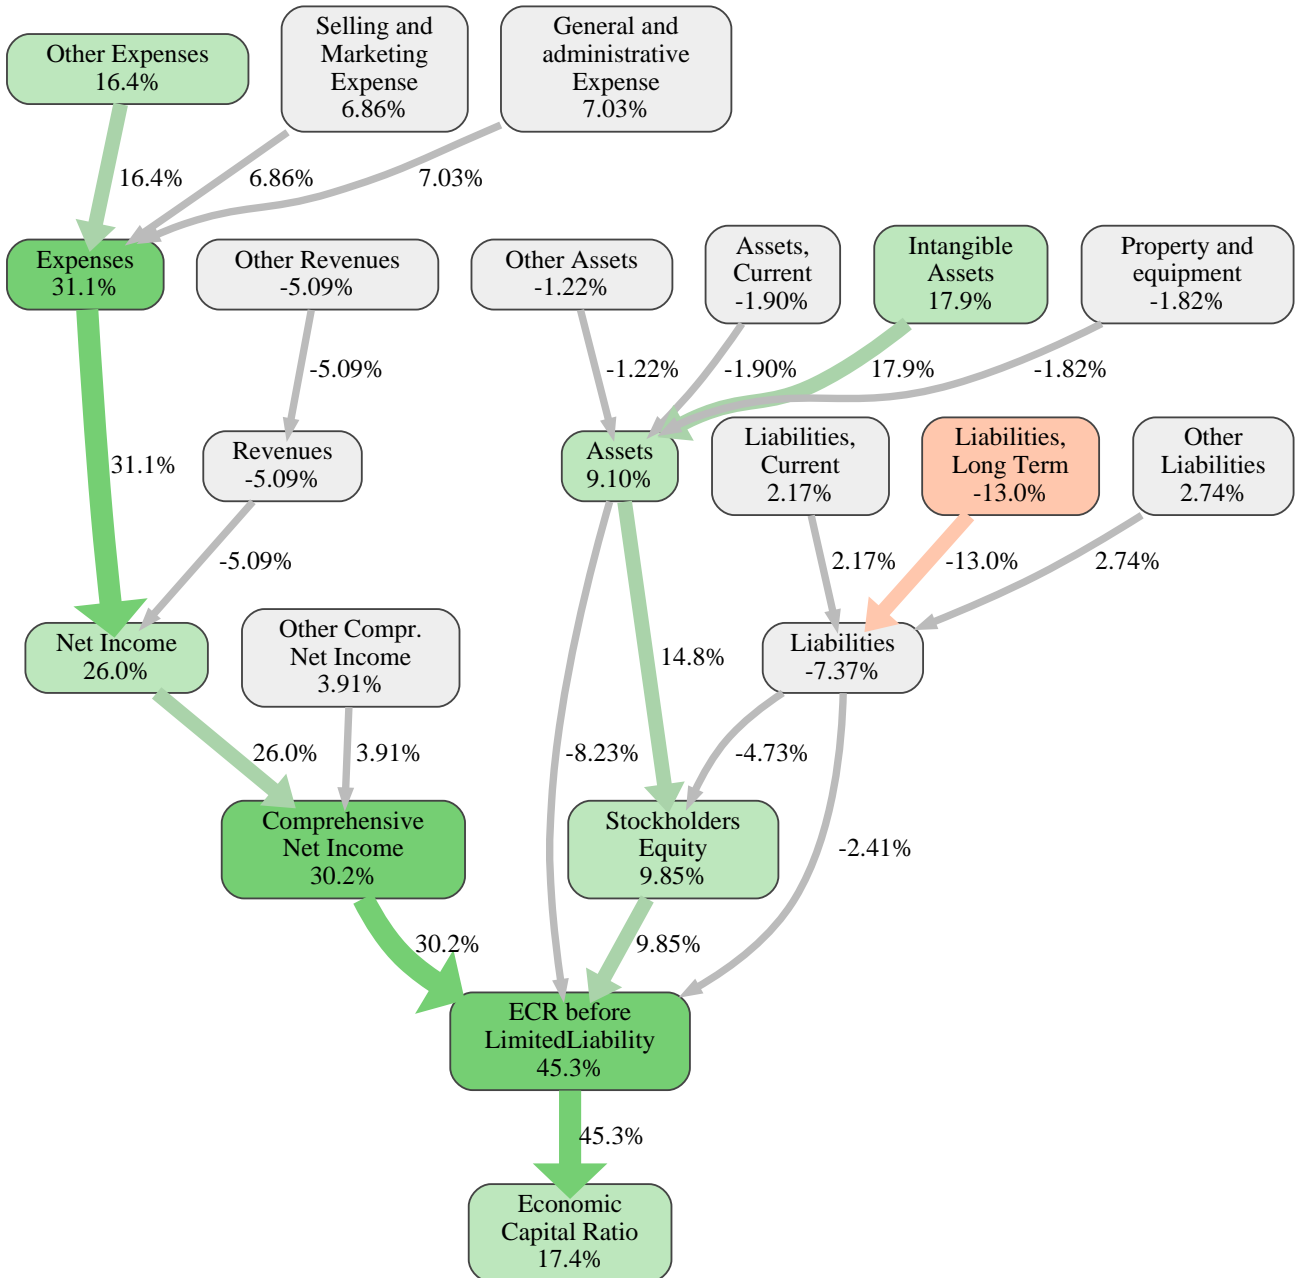 Other Expenses
16.4%
Selling and
Marketing
Expense
6.86%
General and
administrative
Expense
7.03%
16.4%
6.86%
7.03%
Expenses
31.1%
Other Revenues
-5.09%
Other Assets
-1.22%
Assets,
Current
-1.90%
Intangible
Assets
17.9%
Property and
equipment
-1.82%
-5.09%
-1.22%
-1.90%
17.9%
-1.82%
31.1%
Revenues
-5.09%
Assets
9.10%
Liabilities,
Current
2.17%
Liabilities,
Long Term
-13.0%
Other
Liabilities
2.74%
-5.09%
2.17%
-13.0%
2.74%
Net Income
26.0%
Other Compr.
Net Income
3.91%
14.8%
Liabilities
-7.37%
26.0%
3.91%
-8.23%
-4.73%
Comprehensive
Net Income
30.2%
Stockholders
Equity
9.85%
-2.41%
30.2%
9.85%
ECR before
LimitedLiability
45.3%
45.3%
Economic
Capital Ratio
17.4%